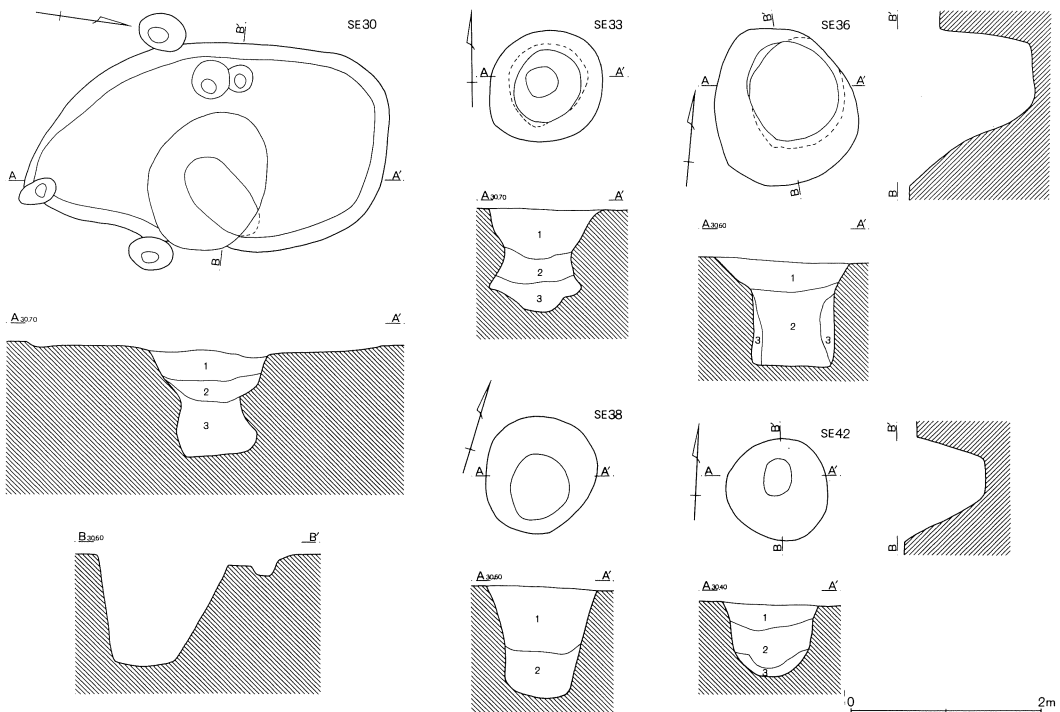 SE30
B'
A
A'
B
A 30.70
A'
1
2
3
B 30.60
B'
SE33
A
A'
A 30.70
A'
1
2
3
SE36
B'
A
A'
B
B'
B
A 30.60
A'
1
2
3
3
SE38
A
A'
A 30.60
A'
1
2
SE42
B'
A
A'
B
B'
B
A 30.40
A'
1
2
3
0
2m